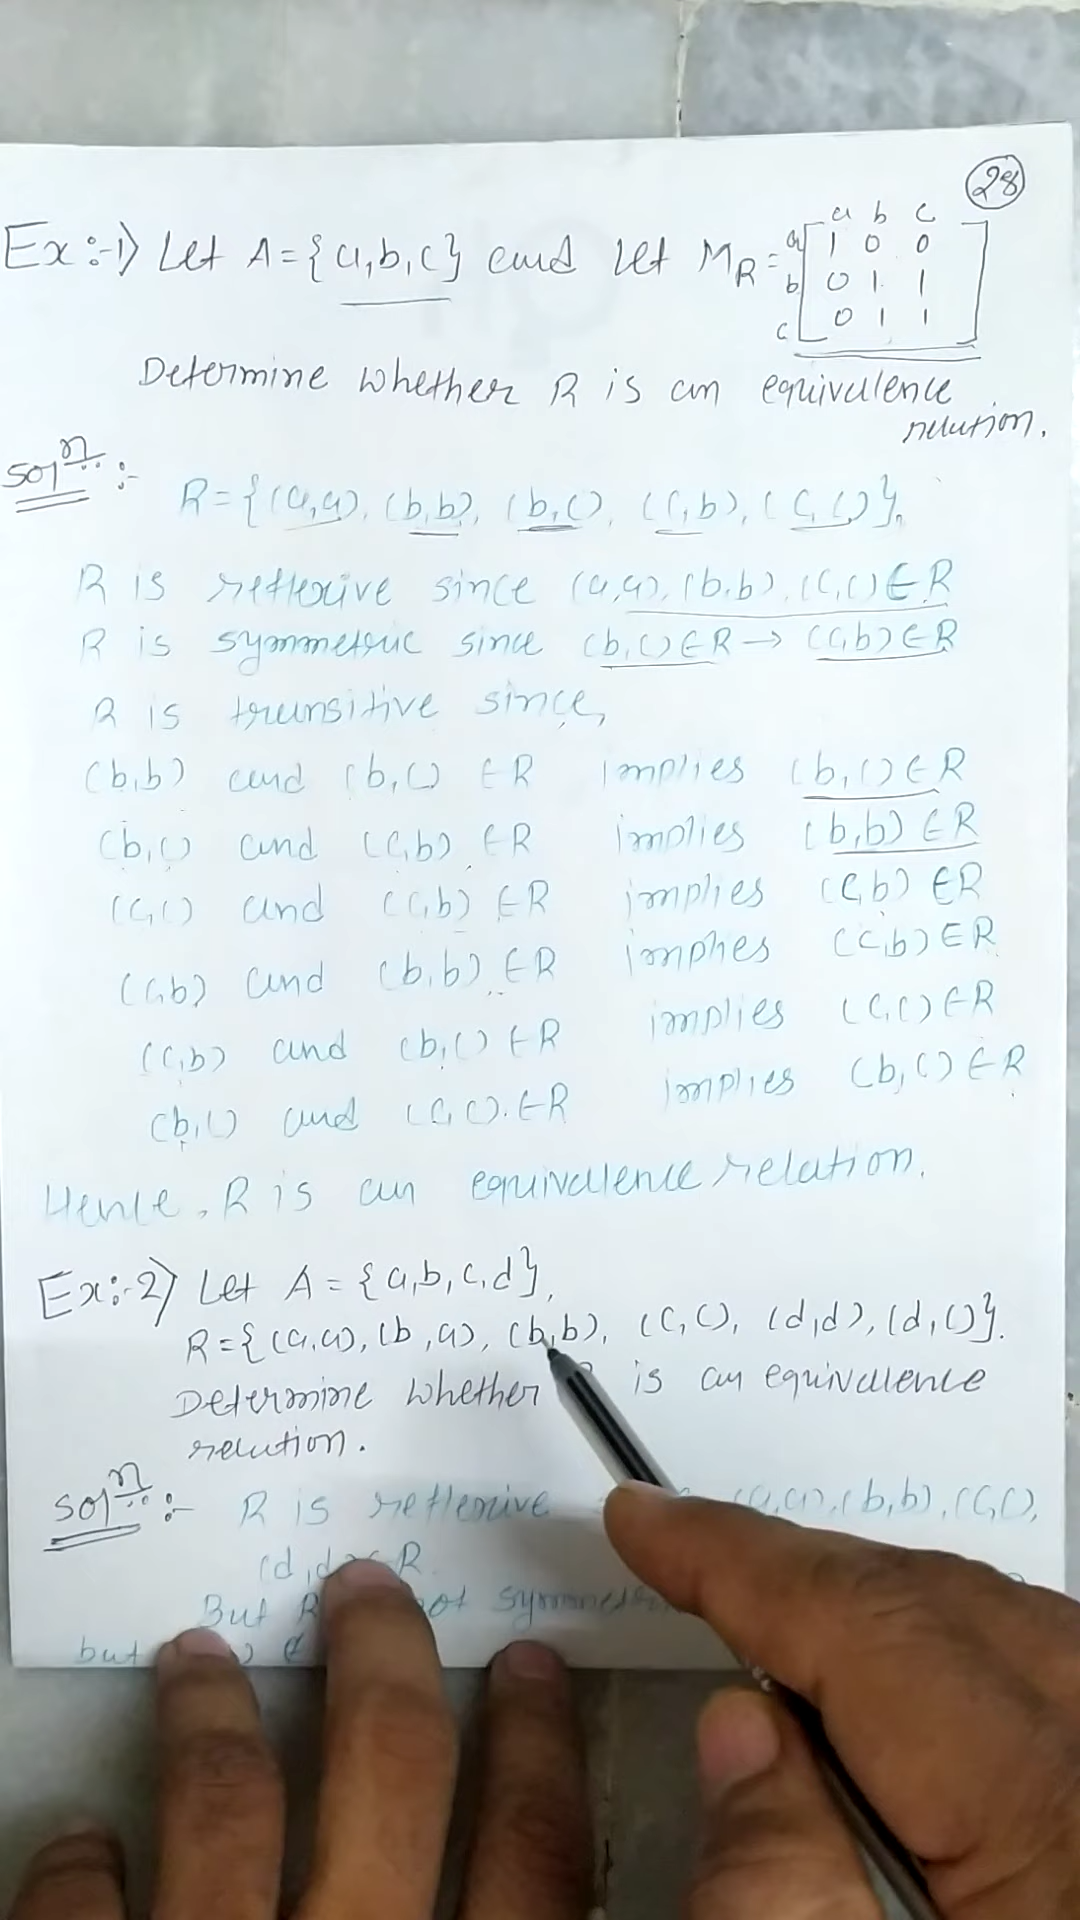 28
Ex:-1) Let A={a,b,c} and let M_R =
a b c
a 1 0 0
b 0 1 1
c 0 1 1
Determine whether R is an equivalence
relation.
Solⁿ :-
R={(a,a), (b,b), (b,c), (c,b), (c,c)}.
R is reflexive since (a,a), (b,b), (c,c)∈R
R is symmetric since (b,c)∈R → (c,b)∈R
R is transitive since,
(b,b) and (b,c) ∈R implies (b,c)∈R
(b,c) and (c,b) ∈R implies (b,b)∈R
(c,c) and (c,b) ∈R implies (c,b) ∈R
(c,b) and (b,b) ∈R implies (c,b)∈R
(c,b) and (b,c) ∈R implies (c,c)∈R
(b,c) and (c,c).∈R implies (b,c)∈R
Hence, R is an equivalence relation.
Ex:-2) Let A={a,b,c,d},
R={(a,a), (b,a), (b,b), (c,c), (d,d), (d,c)}.
Determine whether is an equivalence
relation.
Solⁿ :- R is reflexive (a,a), (b,b), (c,c),
(d,d) R.
But R not symmetric
but ∉